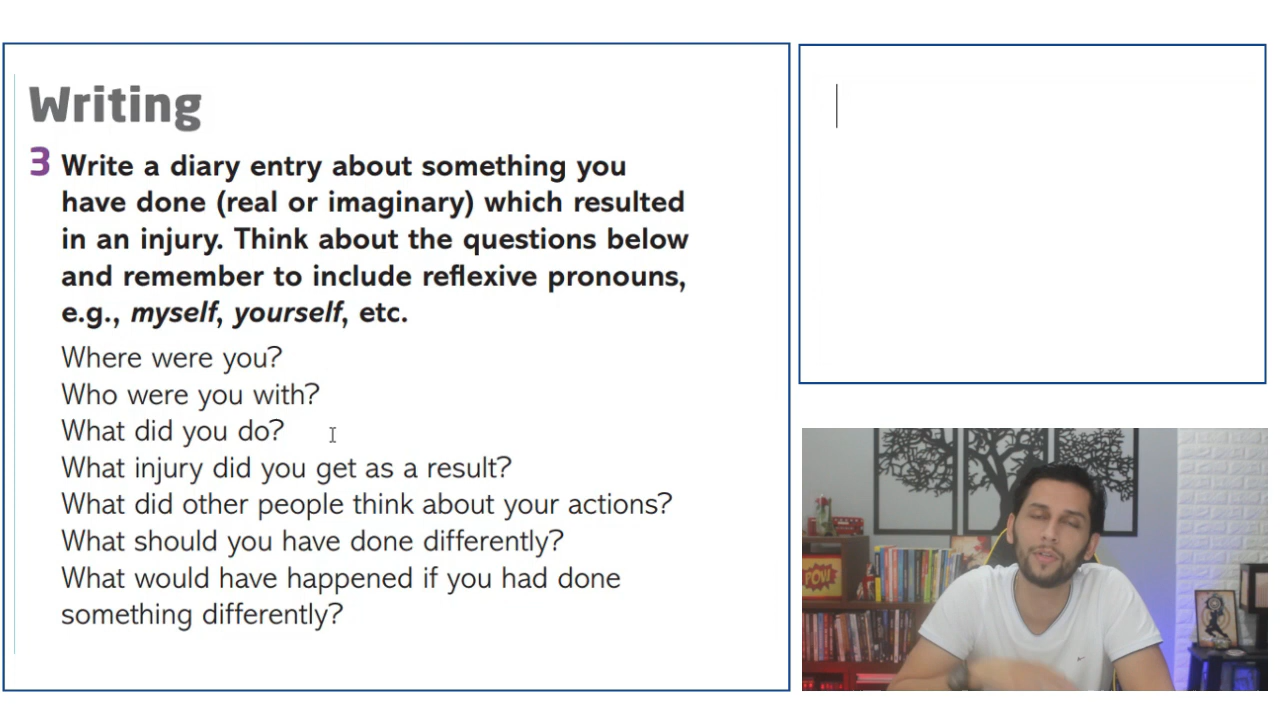 Writing
3 Write a diary entry about something you
have done (real or imaginary) which resulted
in an injury. Think about the questions below
and remember to include reflexive pronouns,
e.g., myself, yourself, etc.
Where were you?
Who were you with?
What did you do?
What injury did you get as a result?
What did other people think about your actions?
What should you have done differently?
What would have happened if you had done
something differently?
POW!